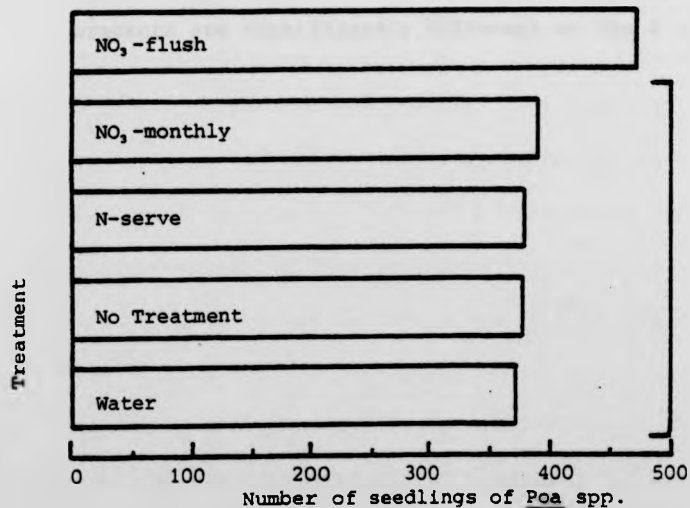 NO₃-flush
NO₃-monthly
N-serve
No Treatment
Water
Treatment
0 100 200 300 400 500
Number of seedlings of Poa spp.